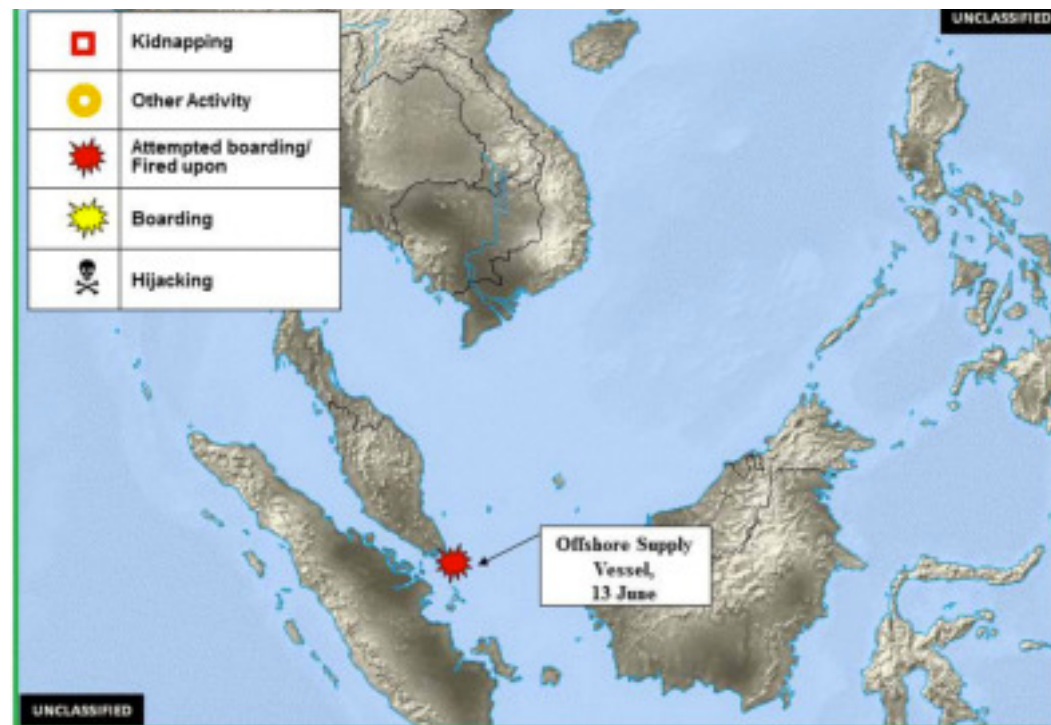 UNCLASSIFIED
Kidnapping
Other Activity
Attempted boarding/
Fired upon
Boarding
Hijacking
Offshore Supply
Vessel,
13 June
UNCLASSIFIED